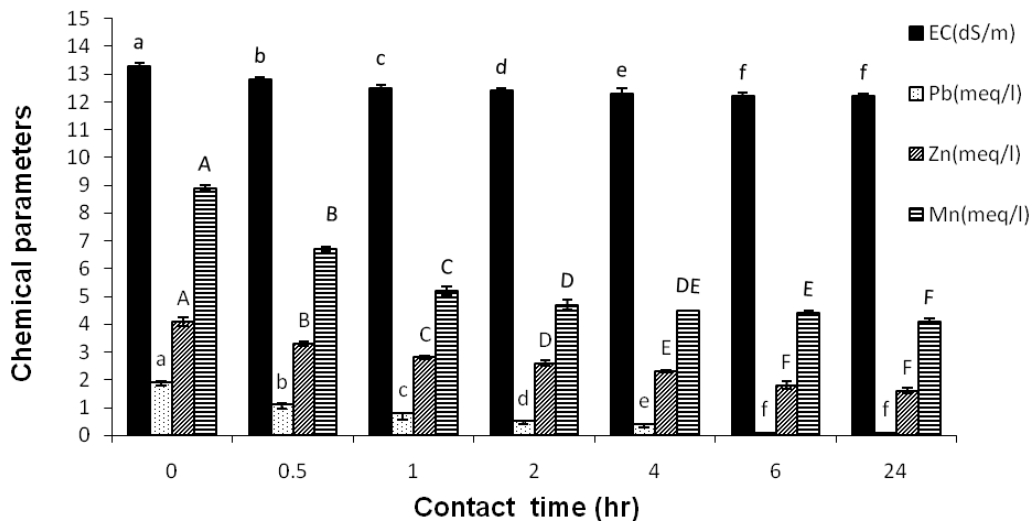 Chemical parameters
15
14
13
12
11
10
9
8
7
6
5
4
3
2
1
0
a
b
c
d
e
f
f
A
B
C
D
DE
E
F
A
B
C
D
E
F
F
a
b
c
d
e
f
f
0 0.5 1 2 4 6 24
Contact time (hr)
EC(dS/m)
Pb(meq/l)
Zn(meq/l)
Mn(meq/l)